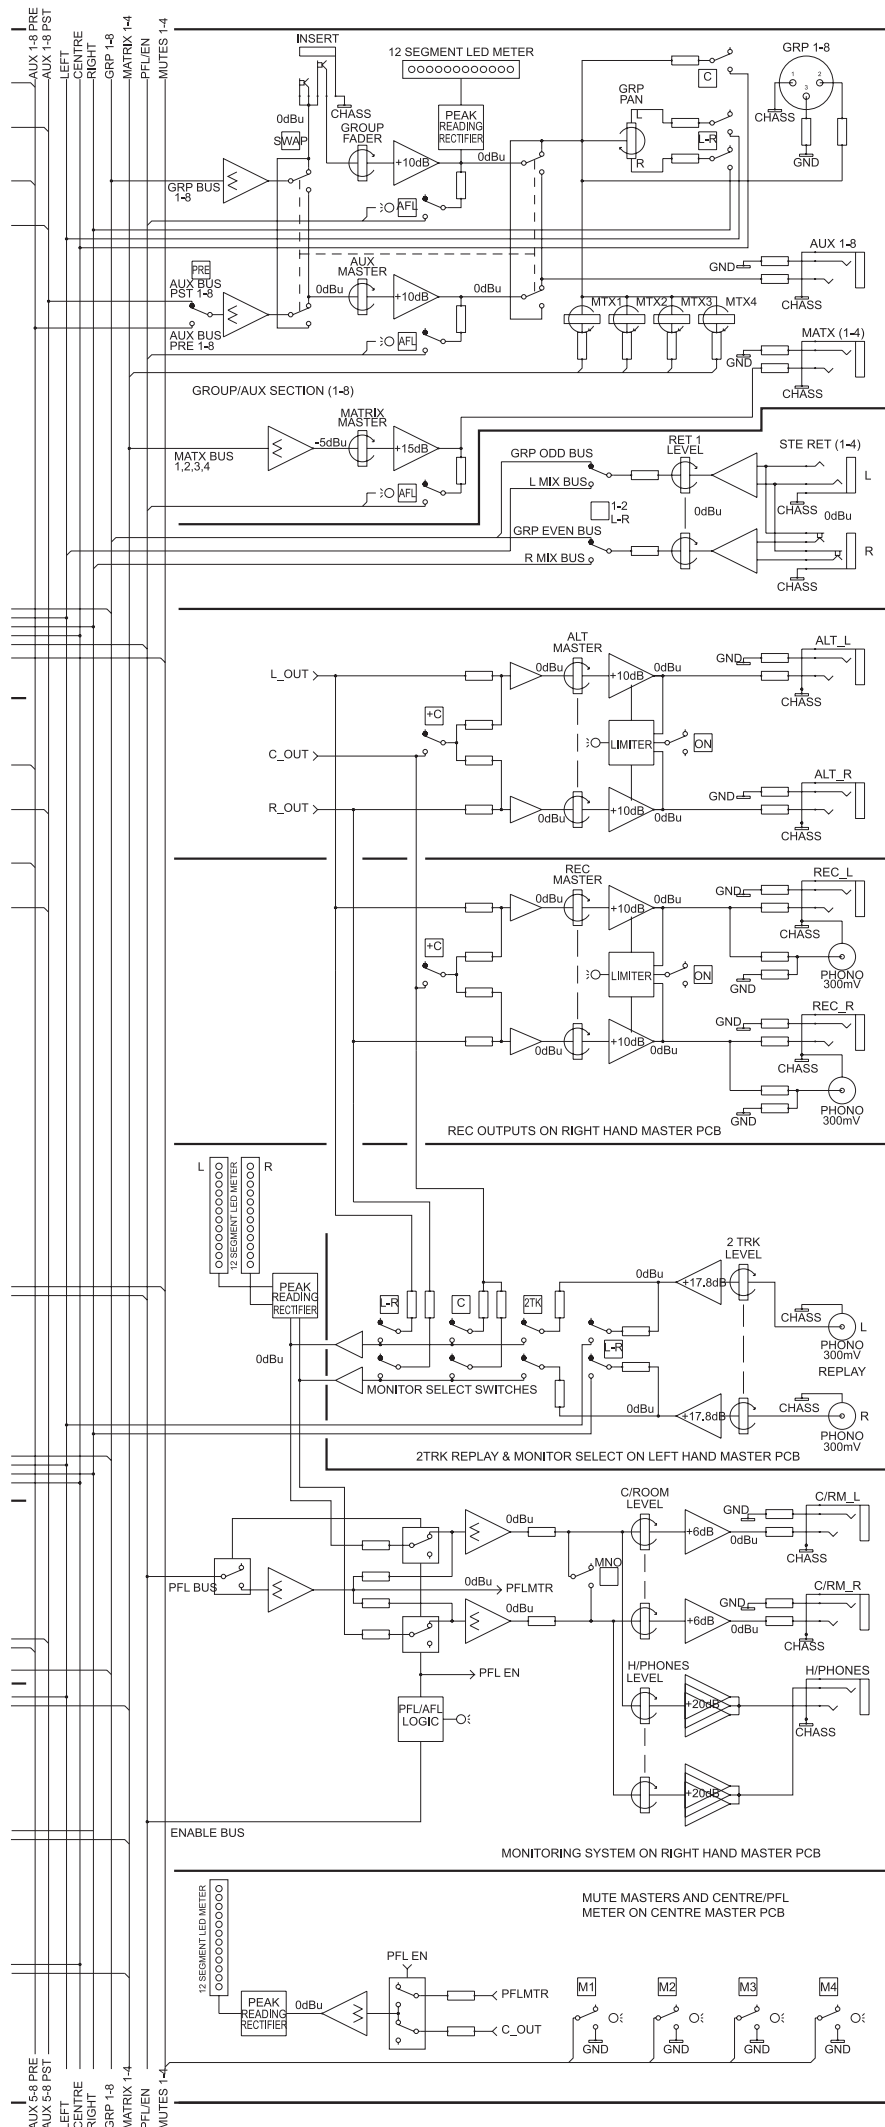 AUX 1-8 PRE
AUX 1-8 PST
LEFT
CENTRE
RIGHT
GRP 1-8
MATRIX 1-4
PFL/EN
MUTES 1-4
INSERT
12 SEGMENT LED METER
GRP 1-8
C
GRP
PAN
L
R
L-R
1
2
3
CHASS
GND
CHASS
0dBu
SWAP
GROUP
FADER
+10dB
PEAK
READING
RECTIFIER
0dBu
GRP BUS
1-8
AFL
AUX 1-8
GND
CHASS
PRE
AUX BUS
PST 1-8
AUX BUS
PRE 1-8
AUX
MASTER
0dBu
+10dB
0dBu
AFL
MTX1
MTX2
MTX3
MTX4
MATX (1-4)
GND
CHASS
GROUP/AUX SECTION (1-8)
MATRIX
MASTER
MATX BUS
1,2,3,4
-5dBu
+15dB
AFL
GRP ODD BUS
L MIX BUS
1-2
L-R
GRP EVEN BUS
R MIX BUS
RET 1
LEVEL
0dBu
STE RET (1-4)
L
CHASS
0dBu
R
CHASS
L_OUT
C_OUT
R_OUT
+C
ALT
MASTER
0dBu
+10dB
0dBu
LIMITER
ON
0dBu
+10dB
0dBu
ALT_L
GND
CHASS
ALT_R
GND
CHASS
+C
REC
MASTER
0dBu
+10dB
0dBu
LIMITER
ON
0dBu
+10dB
0dBu
REC_L
GND
CHASS
PHONO
300mV
GND
REC_R
GND
CHASS
PHONO
300mV
GND
REC OUTPUTS ON RIGHT HAND MASTER PCB
L
12 SEGMENT LED METER
R
PEAK
READING
RECTIFIER
0dBu
L-R
C
2TK
L-R
MONITOR SELECT SWITCHES
0dBu
+17.8dB
2 TRK
LEVEL
CHASS
L
PHONO
300mV
REPLAY
0dBu
+17.8dB
CHASS
R
PHONO
300mV
2TRK REPLAY & MONITOR SELECT ON LEFT HAND MASTER PCB
PFL BUS
0dBu
0dBu
PFLMTR
0dBu
MNO
C/ROOM
LEVEL
+6dB
0dBu
GND
C/RM_L
CHASS
+6dB
0dBu
GND
C/RM_R
CHASS
PFL EN
PFL/AFL
LOGIC
H/PHONES
LEVEL
+20dB
+20dB
H/PHONES
CHASS
ENABLE BUS
MONITORING SYSTEM ON RIGHT HAND MASTER PCB
12 SEGMENT LED METER
MUTE MASTERS AND CENTRE/PFL
METER ON CENTRE MASTER PCB
PFL EN
PEAK
READING
RECTIFIER
0dBu
PFLMTR
C_OUT
M1
M2
M3
M4
GND
GND
GND
GND
AUX 5-8 PRE
AUX 5-8 PST
LEFT
CENTRE
RIGHT
GRP 1-8
MATRIX 1-4
PFL/EN
MUTES 1-4